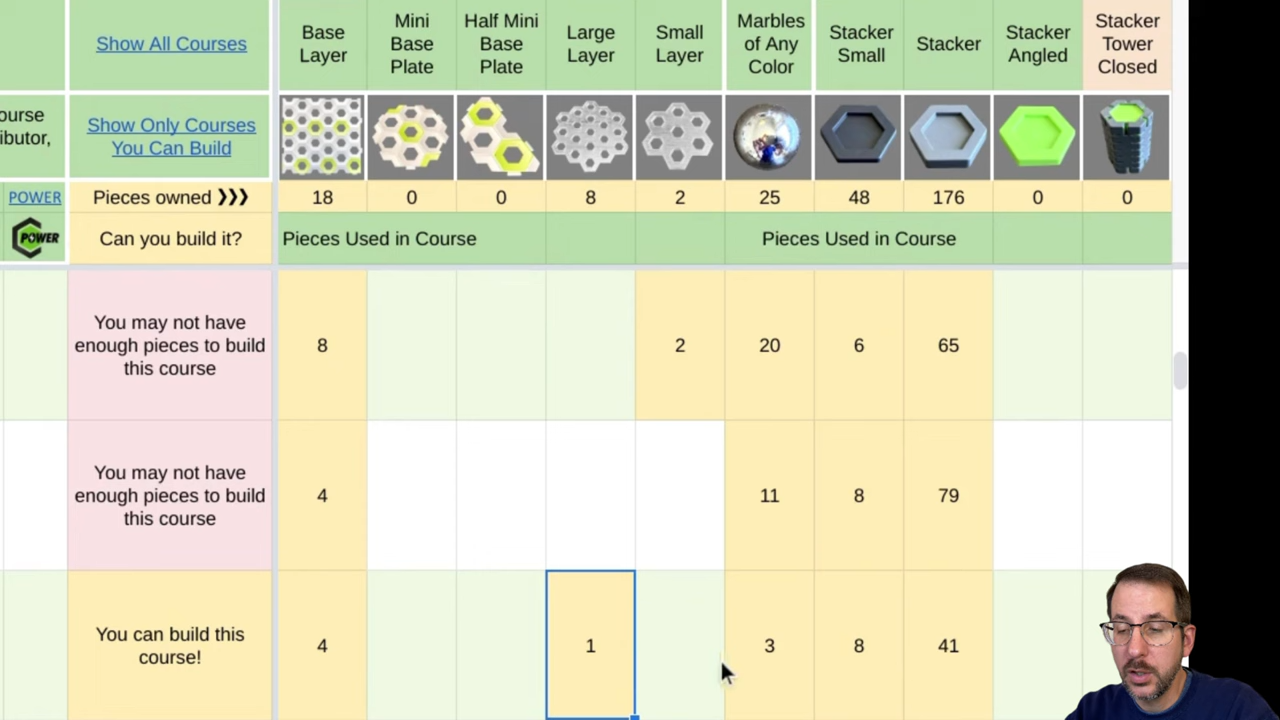 Show All Courses
Base
Layer
Mini
Base
Plate
Half Mini
Base
Plate
Large
Layer
Small
Layer
Marbles
of Any
Color
Stacker
Small
Stacker
Stacker
Angled
Stacker
Tower
Closed
Show Only Courses
You Can Build
POWER
Pieces owned ❯❯❯
18
0
0
8
2
25
48
176
0
0
POWER
Can you build it?
Pieces Used in Course
Pieces Used in Course
You may not have
enough pieces to build
this course
8
2
20
6
65
You may not have
enough pieces to build
this course
4
11
8
79
You can build this
course!
4
1
3
8
41